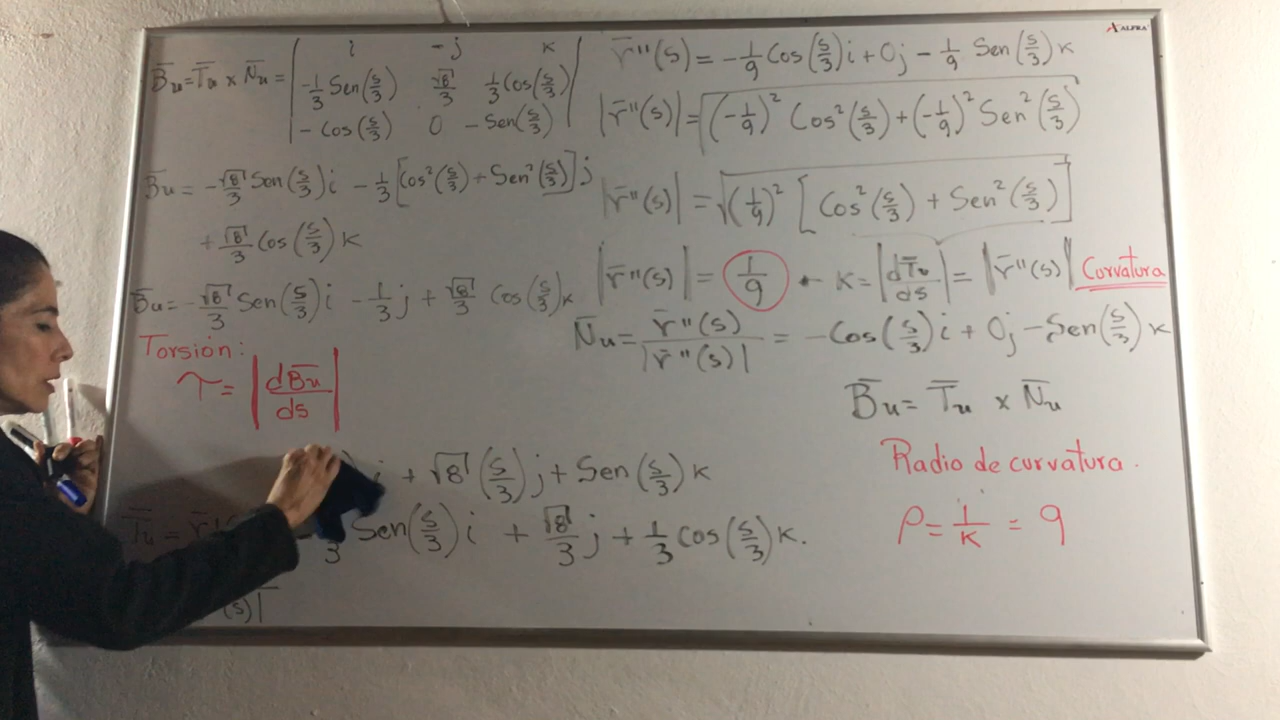 B̄u = T̄u x N̄u = | i -j k |
| -1/3 Sen(s/3) √8/3 1/3 Cos(s/3) |
| -Cos(s/3) 0 -Sen(s/3) |
B̄u = -√8/3 Sen(s/3) i - 1/3 [Cos²(s/3) + Sen²(s/3)] j
+ √8/3 Cos(s/3) k
B̄u = -√8/3 Sen(s/3) i - 1/3 j + √8/3 Cos(s/3) k
Torsión:
τ = |dB̄u/ds|
i + √8 (s/3) j + Sen(s/3) k
T̄u = r̄'
3 Sen(s/3) i + √8/3 j + 1/3 Cos(s/3) k.
(s)|
ALFRA
r̄''(s) = -1/9 Cos(s/3) i + 0j - 1/9 Sen(s/3) k
|r̄''(s)| = √((-1/9)² Cos²(s/3) + (-1/9)² Sen²(s/3))
|r̄''(s)| = √((1/9)² [Cos²(s/3) + Sen²(s/3)])
|r̄''(s)| = 1/9 ← K = |dT̄u/ds| = |r̄''(s)| Curvatura
N̄u = r̄''(s)/|r̄''(s)| = -Cos(s/3) i + 0j - Sen(s/3) k
B̄u = T̄u x N̄u
Radio de curvatura.
ρ = 1/K = 9